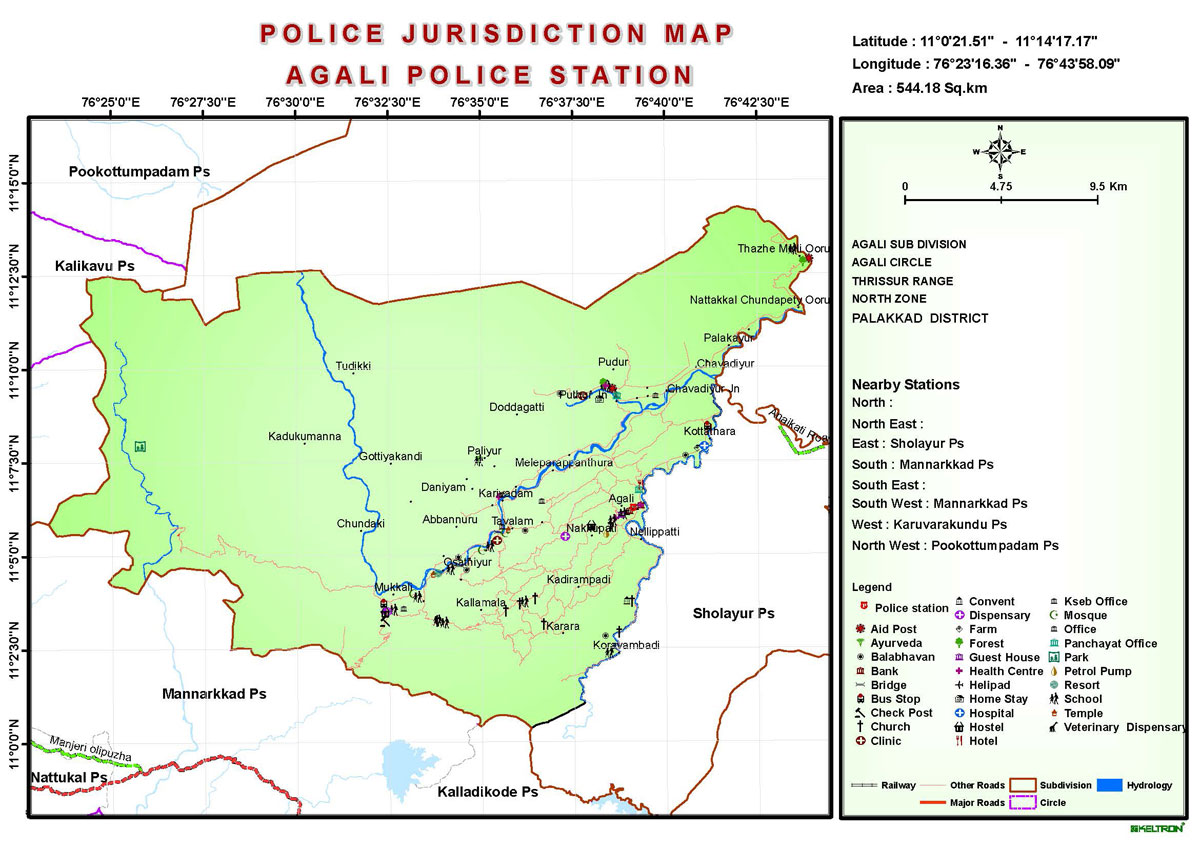 POLICE JURISDICTION MAP
AGALI POLICE STATION
Latitude : 11°0'21.51" - 11°14'17.17"
Longitude : 76°23'16.36" - 76°43'58.09"
Area : 544.18 Sq.km
76°25'0"E 76°27'30"E 76°30'0"E 76°32'30"E 76°35'0"E 76°37'30"E 76°40'0"E 76°42'30"E
11°15'0"N
11°12'30"N
11°10'0"N
11°7'30"N
11°5'0"N
11°2'30"N
11°0'0"N
Pookottumpadam Ps
Kalikavu Ps
Thazhe Mulli Ooru
Nattakkal Chundapety Ooru
Palakayur
Pudur
Chavadiyur
Tudikki
Chavadiyur Jn
Pudur Jn
Doddagatti
Anaikati Road
Kadukumanna
Kottathara
Gottiyakandi
Paliyur
Meleparappanthura
Daniyam
Kariyadam
Agali
Chundaki
Abbannuru
Tavalam
Nakkupati
Nellippatti
Gsathiyur
Kadirampadi
Mukkali
Kallamala
Karara
Koravambadi
Sholayur Ps
Mannarkkad Ps
Manjeri olipuzha
Nattukal Ps
Kalladikode Ps
N
W E
S
0 4.75 9.5 Km
AGALI SUB DIVISION
AGALI CIRCLE
THRISSUR RANGE
NORTH ZONE
PALAKKAD DISTRICT
Nearby Stations
North :
North East :
East : Sholayur Ps
South : Mannarkkad Ps
South East :
South West : Mannarkkad Ps
West : Karuvarakundu Ps
North West : Pookottumpadam Ps
Legend
Police station
Aid Post
Ayurveda
Balabhavan
Bank
Bridge
Bus Stop
Check Post
Church
Clinic
Convent
Dispensary
Farm
Forest
Guest House
Health Centre
Helipad
Home Stay
Hospital
Hostel
Hotel
Kseb Office
Mosque
Office
Panchayat Office
Park
Petrol Pump
Resort
School
Temple
Veterinary Dispensary
Railway Other Roads Subdivision Hydrology
Major Roads Circle
KELTRON